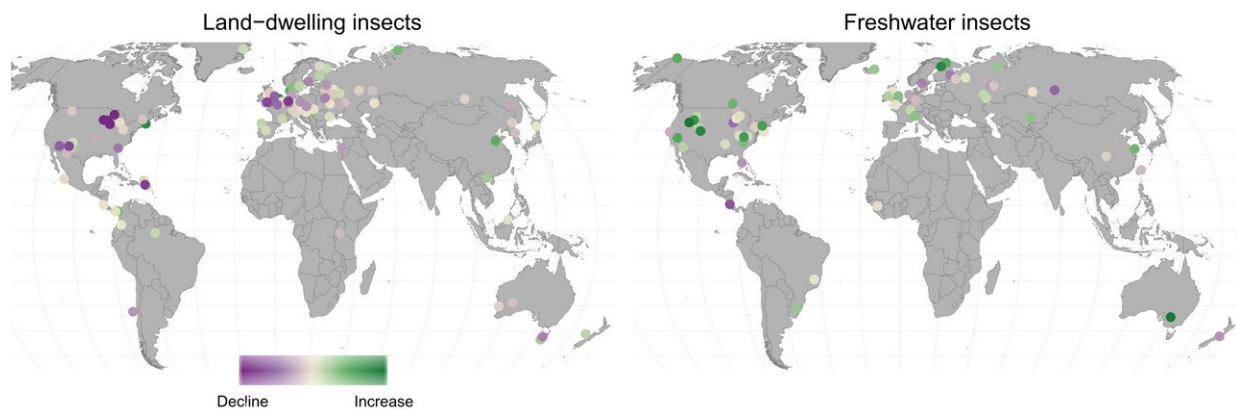 Land−dwelling insects
Freshwater insects
Decline
Increase